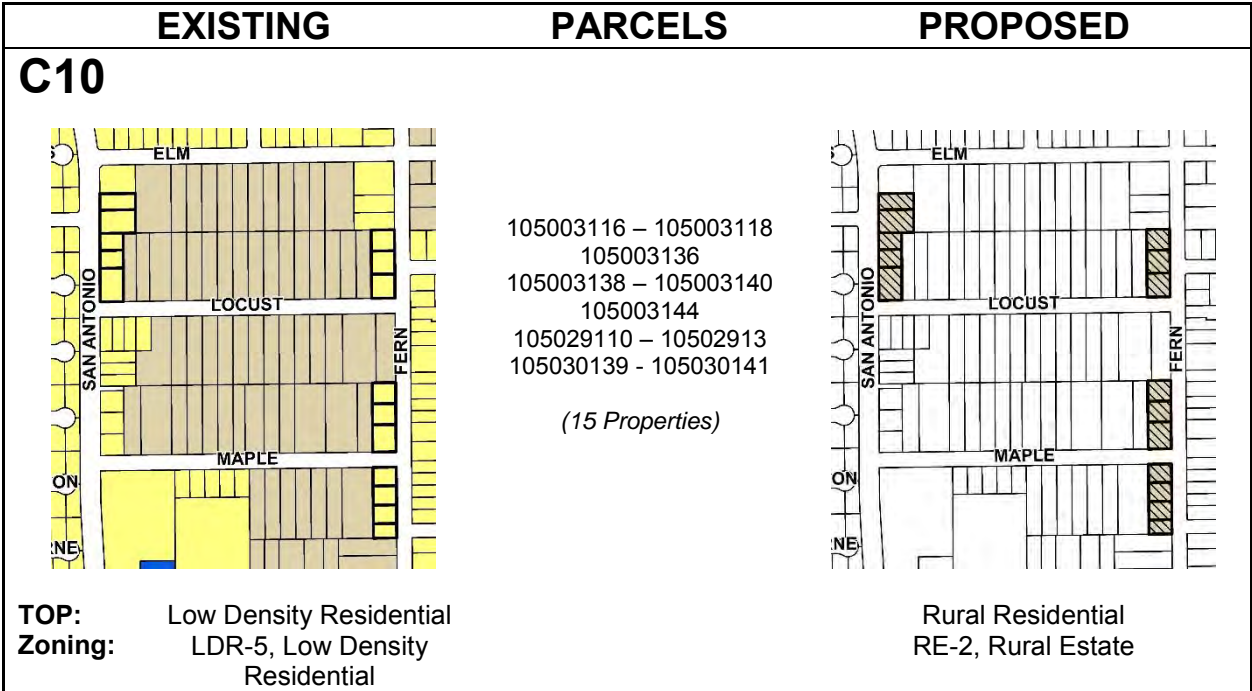 EXISTING
PARCELS
PROPOSED
C10
ELM
LOCUST
SAN ANTONIO
FERN
MAPLE
ON
NE
105003116 – 105003118
105003136
105003138 – 105003140
105003144
105029110 – 10502913
105030139 - 105030141
(15 Properties)
ELM
LOCUST
SAN ANTONIO
FERN
MAPLE
ON
NE
TOP: Low Density Residential
Zoning: LDR-5, Low Density
Residential
Rural Residential
RE-2, Rural Estate